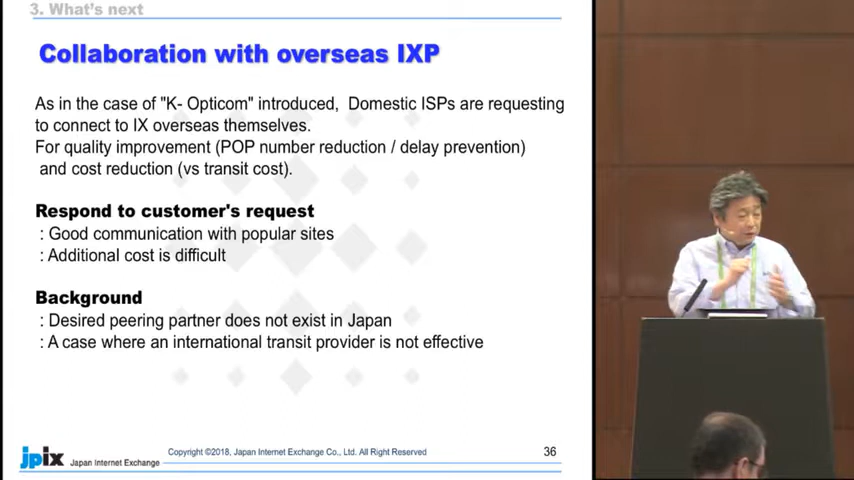 3. What's next
Collaboration with overseas IXP
As in the case of "K- Opticom" introduced, Domestic ISPs are requesting
to connect to IX overseas themselves.
For quality improvement (POP number reduction / delay prevention)
and cost reduction (vs transit cost).
Respond to customer's request
: Good communication with popular sites
: Additional cost is difficult
Background
: Desired peering partner does not exist in Japan
: A case where an international transit provider is not effective
jpix Japan Internet Exchange
Copyright ©2018, Japan Internet Exchange Co., Ltd. All Right Reserved
36